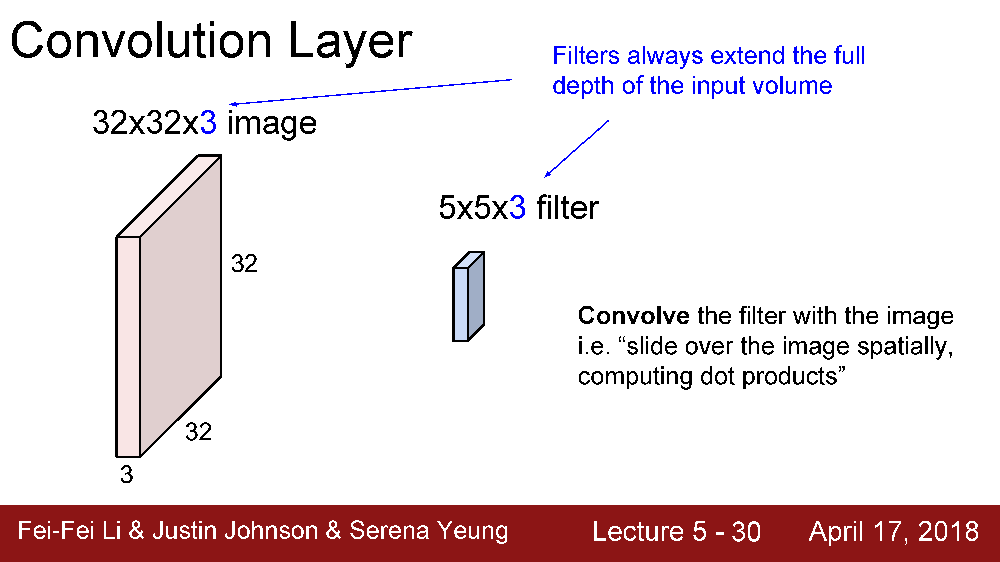 Convolution Layer
Filters always extend the full
depth of the input volume
32x32x3 image
5x5x3 filter
32
Convolve the filter with the image
i.e. “slide over the image spatially,
computing dot products”
32
3
Fei-Fei Li & Justin Johnson & Serena Yeung
Lecture 5 - 30
April 17, 2018